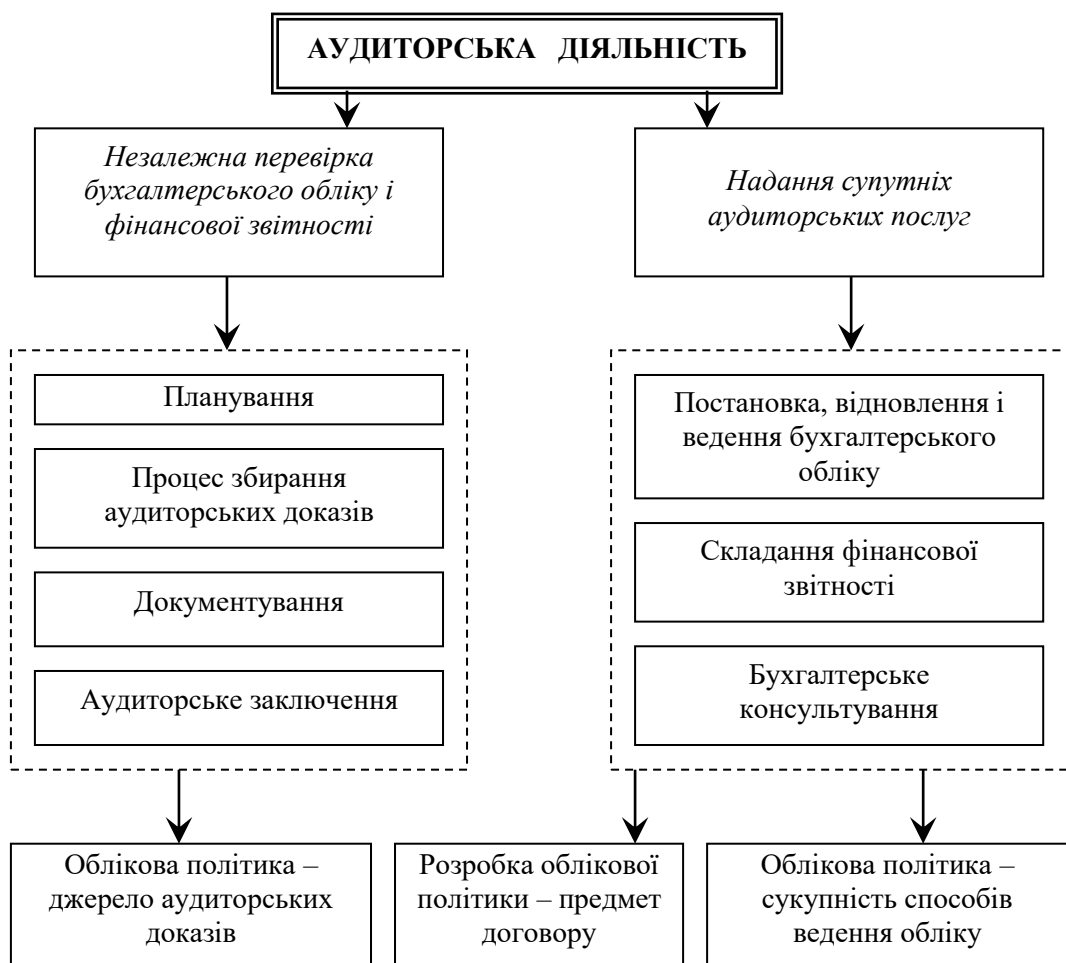 АУДИТОРСЬКА ДІЯЛЬНІСТЬ
Незалежна перевірка
бухгалтерського обліку і
фінансової звітності
Надання супутніх
аудиторських послуг
Планування
Процес збирання
аудиторських доказів
Документування
Аудиторське заключення
Постановка, відновлення і
ведення бухгалтерського
обліку
Складання фінансової
звітності
Бухгалтерське
консультування
Облікова політика –
джерело аудиторських
доказів
Розробка облікової
політики – предмет
договору
Облікова політика –
сукупність способів
ведення обліку